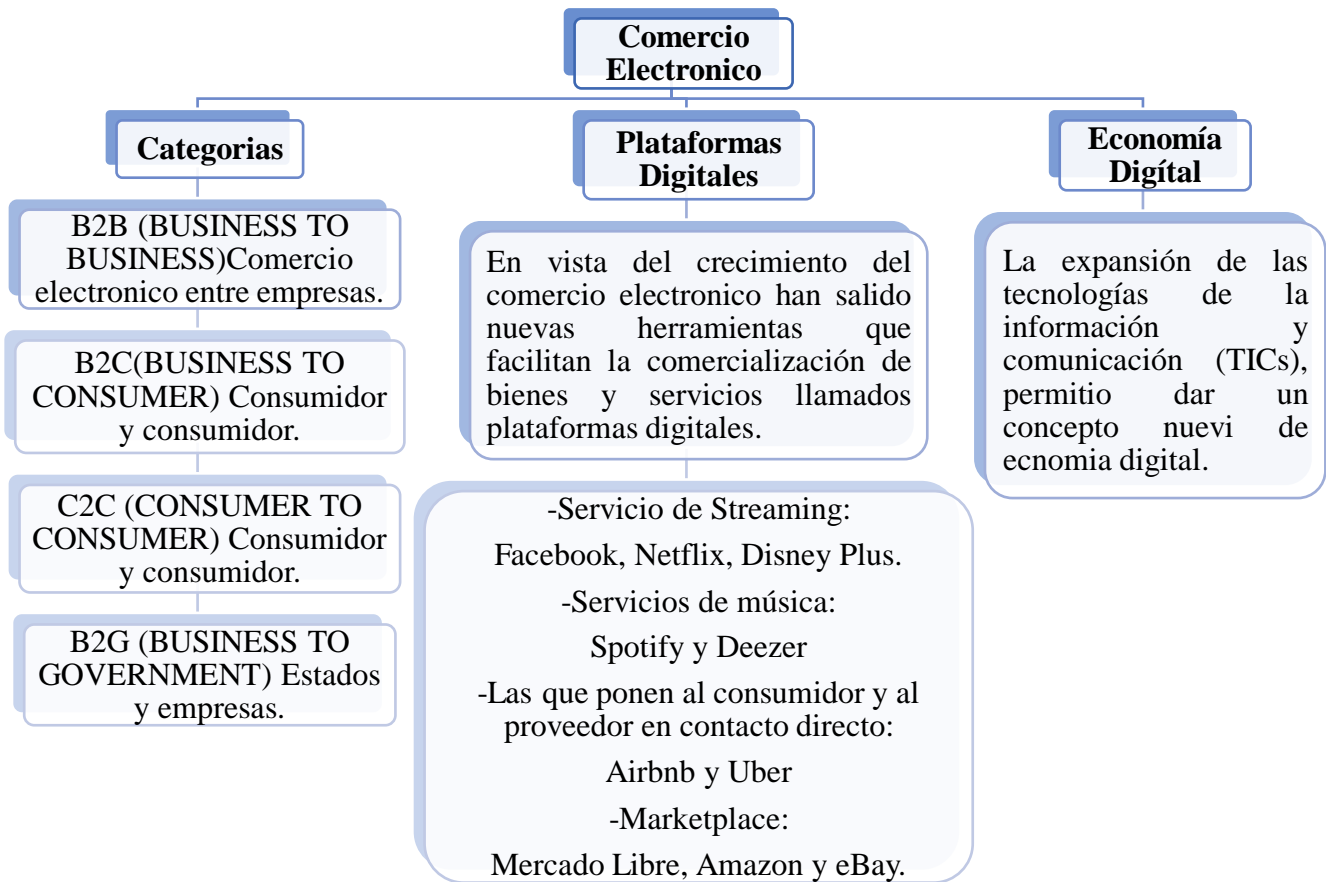 Comercio
Electronico
Categorias
B2B (BUSINESS TO
BUSINESS)Comercio
electronico entre empresas.
B2C(BUSINESS TO
CONSUMER) Consumidor
y consumidor.
C2C (CONSUMER TO
CONSUMER) Consumidor
y consumidor.
B2G (BUSINESS TO
GOVERNMENT) Estados
y empresas.
Plataformas
Digitales
En vista del crecimiento del
comercio electronico han salido
nuevas herramientas que
facilitan la comercialización de
bienes y servicios llamados
plataformas digitales.
-Servicio de Streaming:
Facebook, Netflix, Disney Plus.
-Servicios de música:
Spotify y Deezer
-Las que ponen al consumidor y al
proveedor en contacto directo:
Airbnb y Uber
-Marketplace:
Mercado Libre, Amazon y eBay.
Economía
Digítal
La expansión de las
tecnologías de la
información y
comunicación (TICs),
permitio dar un
concepto nuevi de
ecnomia digital.